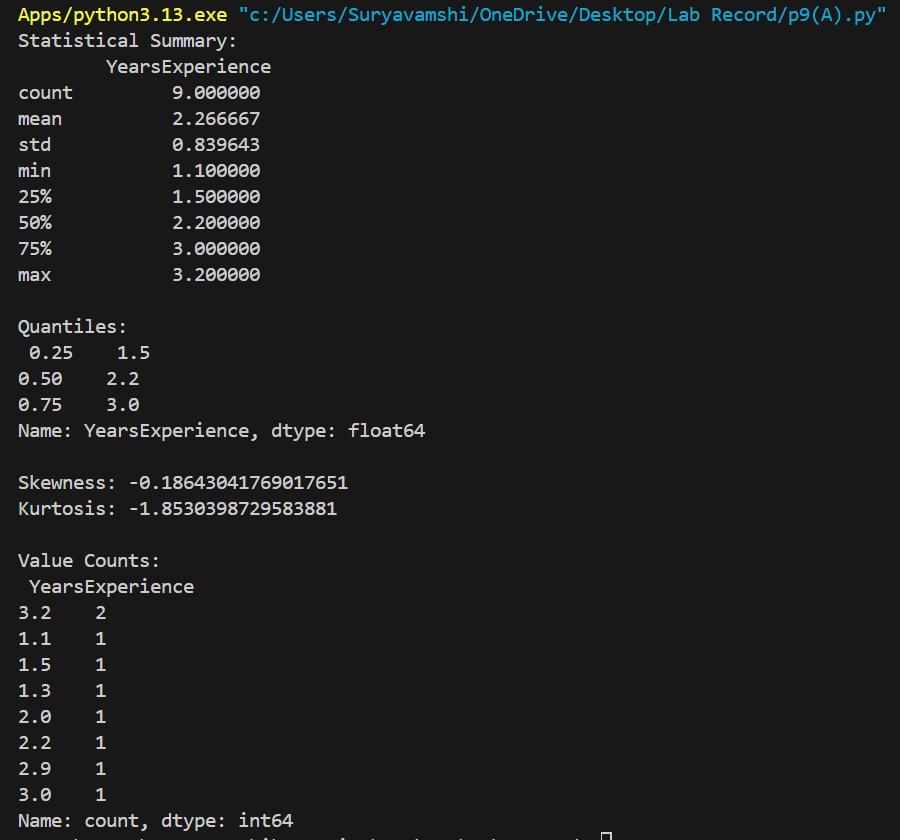 Apps/python3.13.exe "c:/Users/Suryavamshi/OneDrive/Desktop/Lab Record/p9(A).py"
Statistical Summary:
        YearsExperience
count         9.000000
mean          2.266667
std           0.839643
min           1.100000
25%           1.500000
50%           2.200000
75%           3.000000
max           3.200000

Quantiles:
 0.25    1.5
0.50    2.2
0.75    3.0
Name: YearsExperience, dtype: float64

Skewness: -0.18643041769017651
Kurtosis: -1.8530398729583881

Value Counts:
 YearsExperience
3.2    2
1.1    1
1.5    1
1.3    1
2.0    1
2.2    1
2.9    1
3.0    1
Name: count, dtype: int64